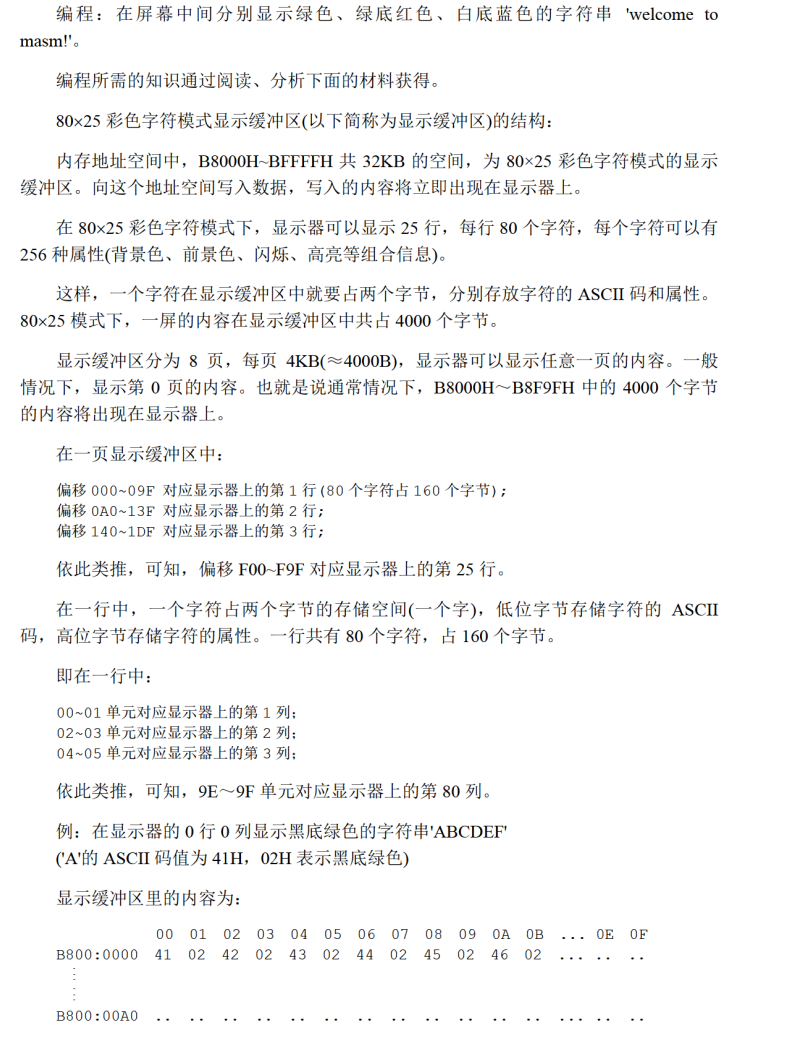 编程：在屏幕中间分别显示绿色、绿底红色、白底蓝色的字符串 'welcome to
masm!'。
编程所需的知识通过阅读、分析下面的材料获得。
80×25 彩色字符模式显示缓冲区(以下简称为显示缓冲区)的结构：
内存地址空间中，B8000H~BFFFFH 共 32KB 的空间，为 80×25 彩色字符模式的显示
缓冲区。向这个地址空间写入数据，写入的内容将立即出现在显示器上。
在 80×25 彩色字符模式下，显示器可以显示 25 行，每行 80 个字符，每个字符可以有
256 种属性(背景色、前景色、闪烁、高亮等组合信息)。
这样，一个字符在显示缓冲区中就要占两个字节，分别存放字符的 ASCII 码和属性。
80×25 模式下，一屏的内容在显示缓冲区中共占 4000 个字节。
显示缓冲区分为 8 页，每页 4KB(≈4000B)，显示器可以显示任意一页的内容。一般
情况下，显示第 0 页的内容。也就是说通常情况下，B8000H～B8F9FH 中的 4000 个字节
的内容将出现在显示器上。
在一页显示缓冲区中：
偏移 000~09F 对应显示器上的第 1 行(80 个字符占 160 个字节);
偏移 0A0~13F 对应显示器上的第 2 行;
偏移 140~1DF 对应显示器上的第 3 行;
依此类推，可知，偏移 F00~F9F 对应显示器上的第 25 行。
在一行中，一个字符占两个字节的存储空间(一个字)，低位字节存储字符的 ASCII
码，高位字节存储字符的属性。一行共有 80 个字符，占 160 个字节。
即在一行中：
00~01 单元对应显示器上的第 1 列;
02~03 单元对应显示器上的第 2 列;
04~05 单元对应显示器上的第 3 列;
依此类推，可知，9E～9F 单元对应显示器上的第 80 列。
例：在显示器的 0 行 0 列显示黑底绿色的字符串'ABCDEF'
('A'的 ASCII 码值为 41H，02H 表示黑底绿色)
显示缓冲区里的内容为：
00 01 02 03 04 05 06 07 08 09 0A 0B ... 0E 0F
B800:0000 41 02 42 02 43 02 44 02 45 02 46 02 ... .. ..
⋮
⋮
B800:00A0 .. .. .. .. .. .. .. .. .. .. .. .. ... .. ..